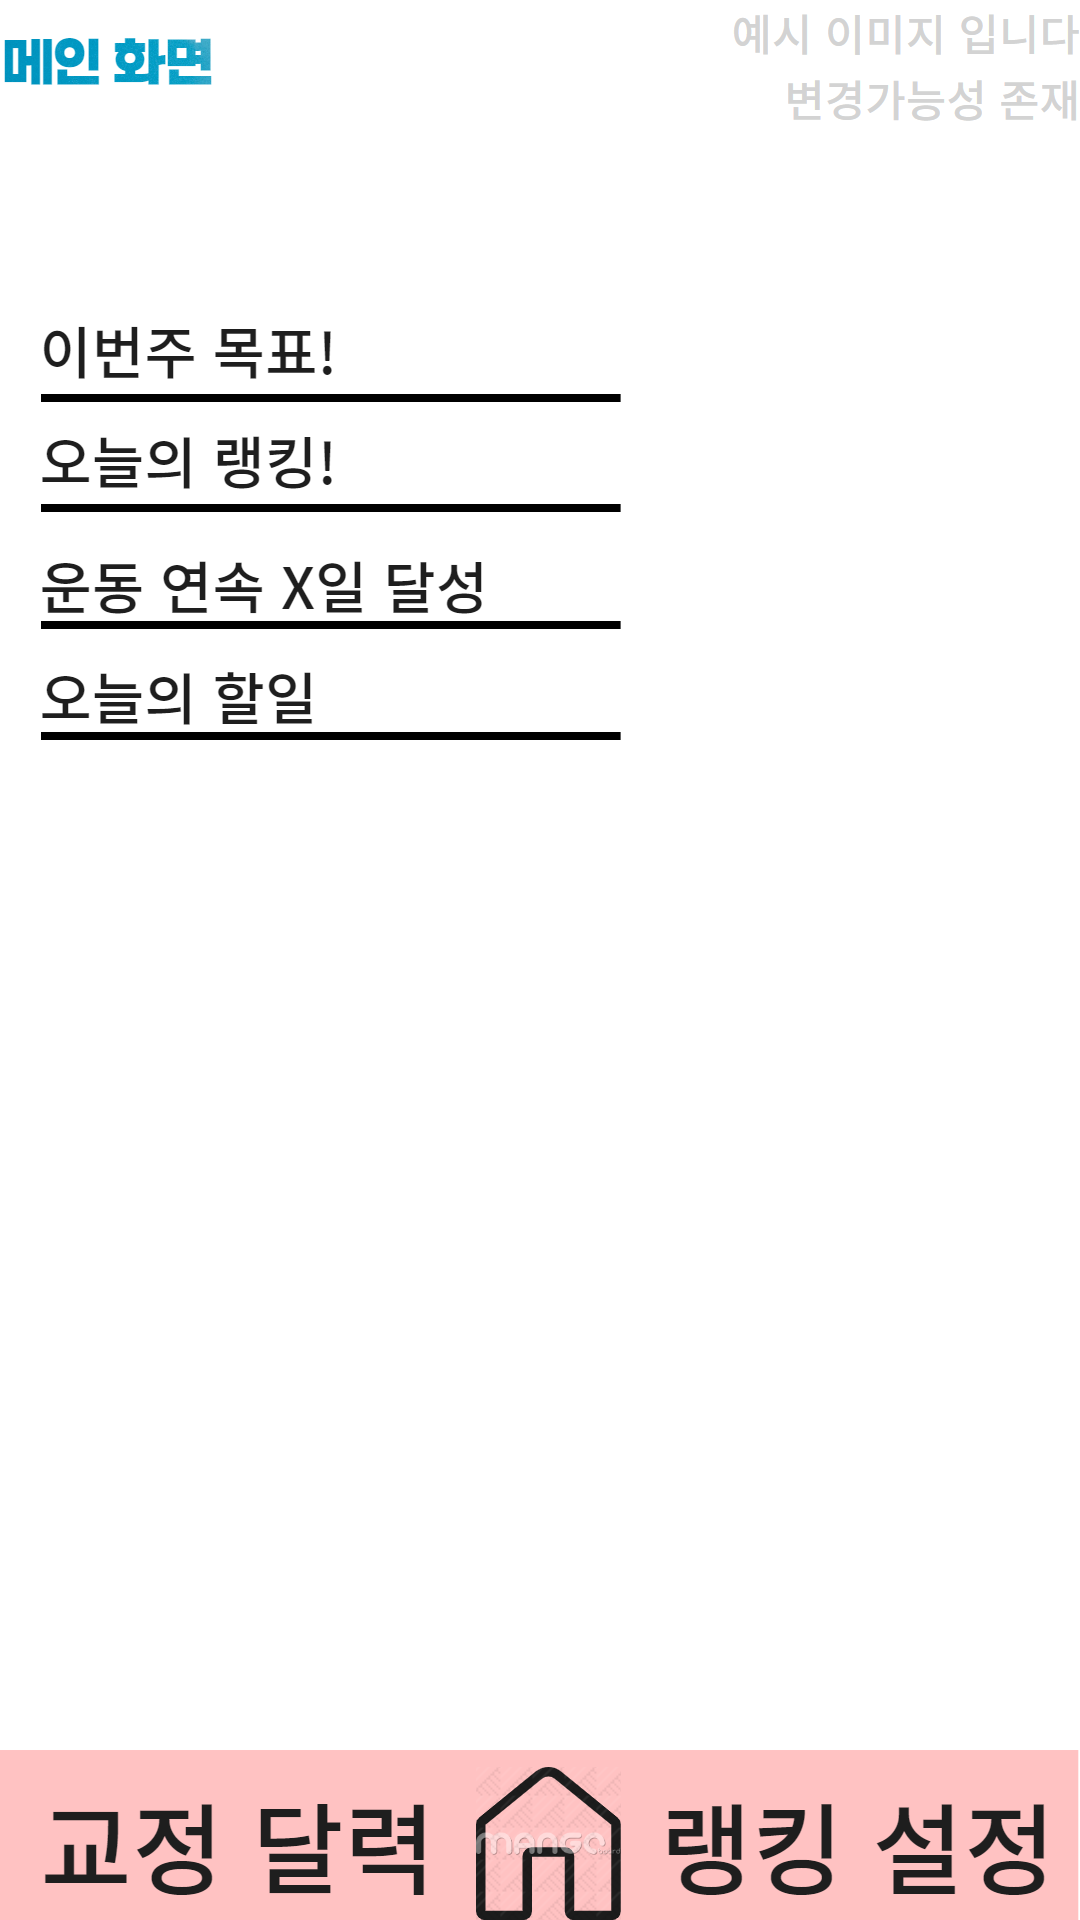 메인 화면
예시 이미지 입니다
변경가능성 존재
이번주 목표!
오늘의 랭킹!
운동 연속 X일 달성
오늘의 할일
교정 달력 랭킹 설정
mango
board